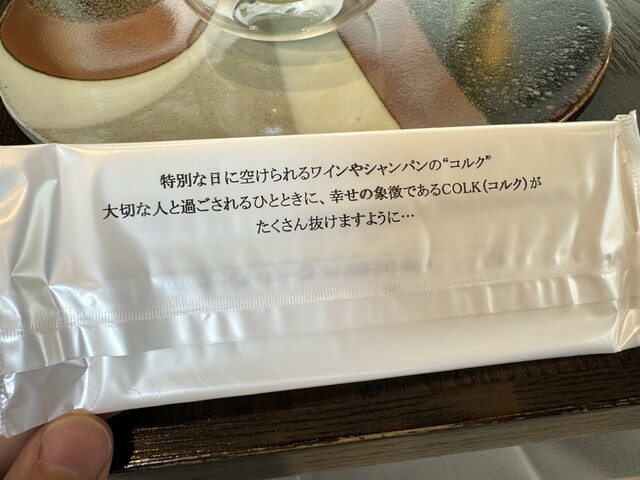 特別な日に空けられるワインやシャンパンの“コルク”
大切な人と過ごされるひとときに、幸せの象徴であるCOLK(コルク)が
たくさん抜けますように…